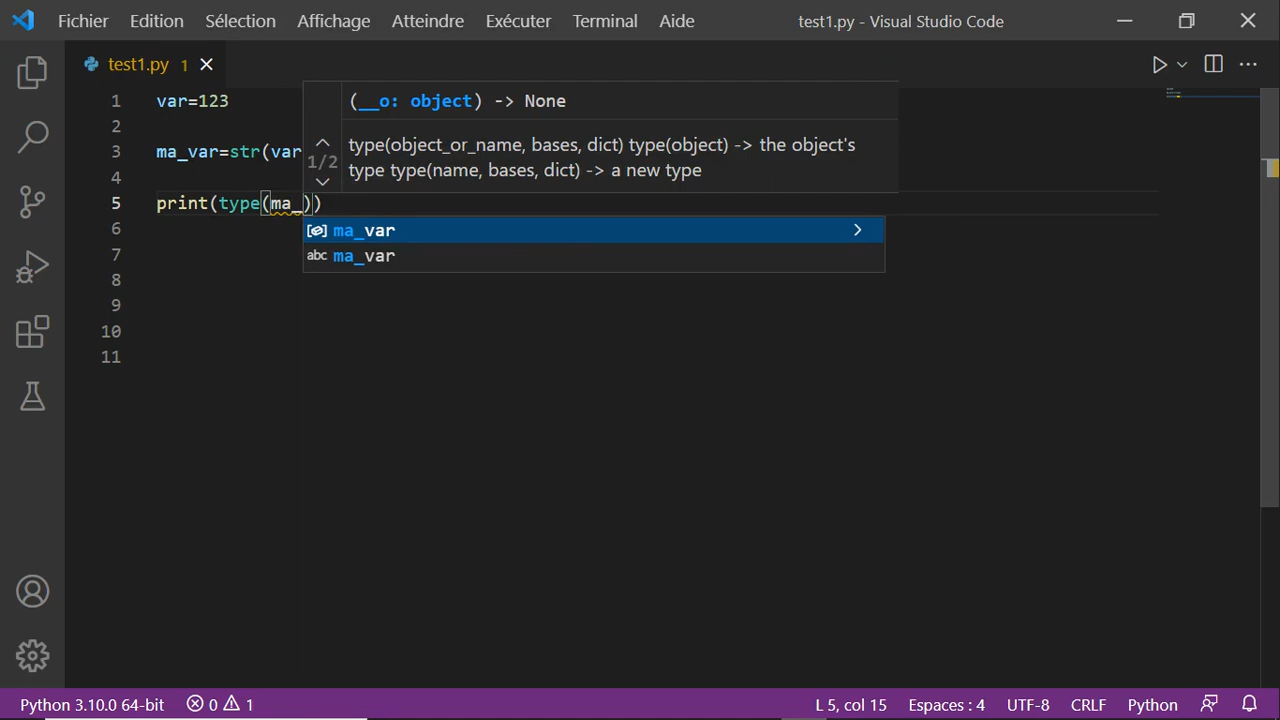 Fichier Edition Sélection Affichage Atteindre Exécuter Terminal Aide test1.py - Visual Studio Code
test1.py 1
1 var=123
2
3 ma_var=str(var
4
5 print(type(ma_))
6
7
8
9
10
11
1/2
(__o: object) -> None
type(object_or_name, bases, dict) type(object) -> the object's
type type(name, bases, dict) -> a new type
ma_var
abc ma_var
Python 3.10.0 64-bit 0 1 L 5, col 15 Espaces : 4 UTF-8 CRLF Python